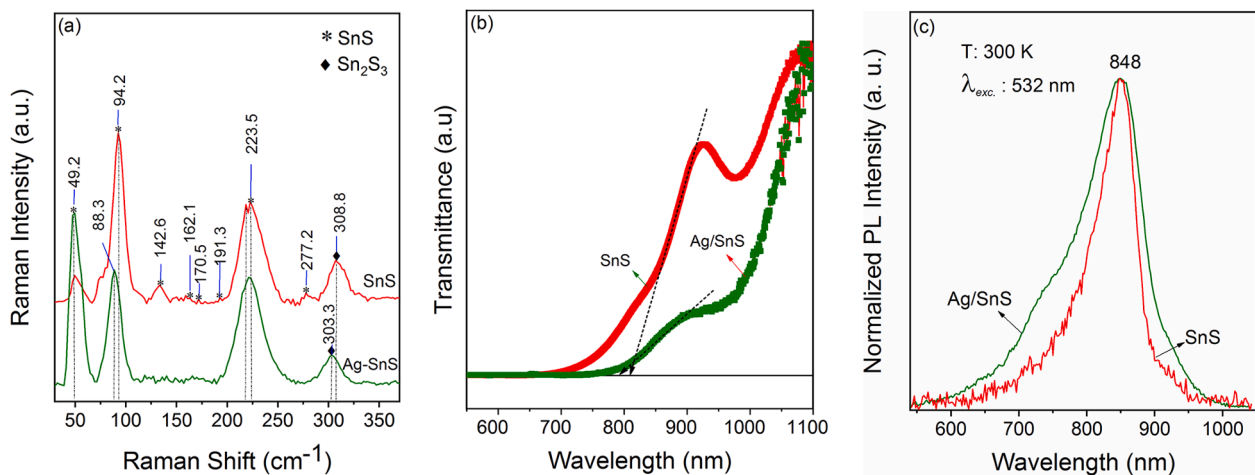 (a)
* SnS
◆ Sn₂S₃
49.2
88.3
94.2
142.6
162.1
170.5
191.3
223.5
277.2
308.8
303.3
SnS
Ag-SnS
Raman Intensity (a.u.)
50 100 150 200 250 300 350
Raman Shift (cm⁻¹)
(b)
SnS
Ag/SnS
Transmittance (a.u)
600 700 800 900 1000 1100
Wavelength (nm)
(c)
T: 300 K
λexc. : 532 nm
848
Ag/SnS
SnS
Normalized PL Intensity (a. u.)
600 700 800 900 1000
Wavelength (nm)